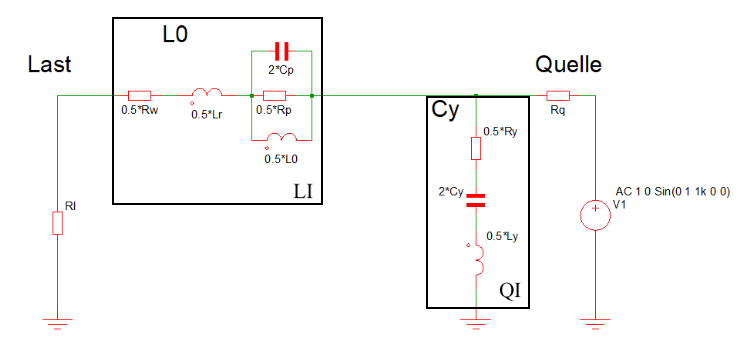 L0
Last
Quelle
2*Cp
0.5*Rw
0.5*Lr
0.5*Rp
Cy
Rq
0.5*Ry
0.5*L0
LI
2*Cy
AC 1 0 Sin(0 1 1k 0 0)
V1
Rl
0.5*Ly
QI